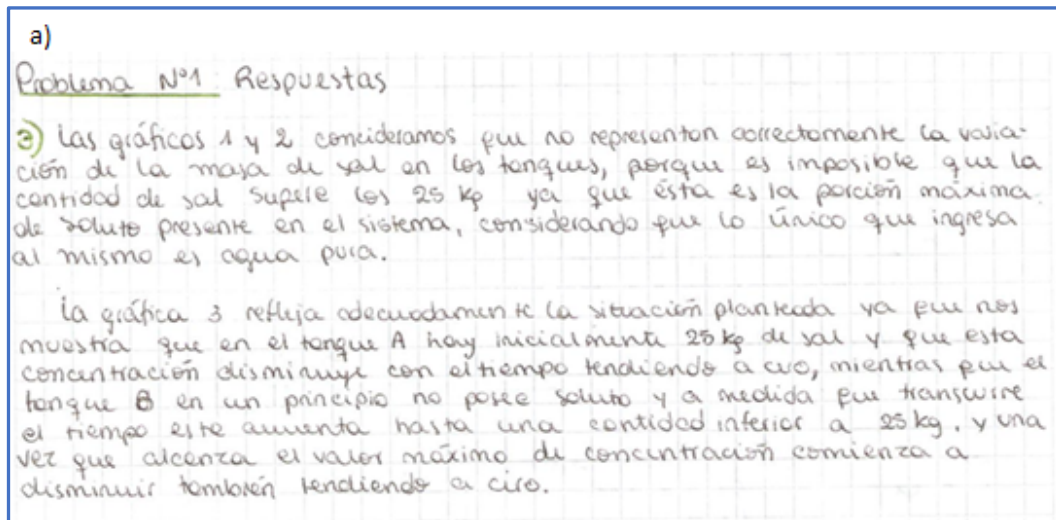 a)
Problema N°1 Respuestas
3) Las gráficos 1 y 2 consideramos que no representan correctamente la varia-
ción de la masa de sal en los tanques, porque es imposible que la
cantidad de sal supere los 25 kg ya que ésta es la porción máxima
de soluto presente en el sistema, considerando que lo único que ingresa
al mismo es agua pura.
La gráfica 3 refleja adecuadamente la situación planteada ya que nos
muestra que en el tanque A hay inicialmente 25 kg de sal y que esta
concentración disminuye con el tiempo tendiendo a cero, mientras que el
tanque B en un principio no posee soluto y a medida que transcurre
el tiempo este aumenta hasta una cantidad inferior a 25 kg, y una
vez que alcanza el valor máximo de concentración comienza a
disminuir también tendiendo a cero.